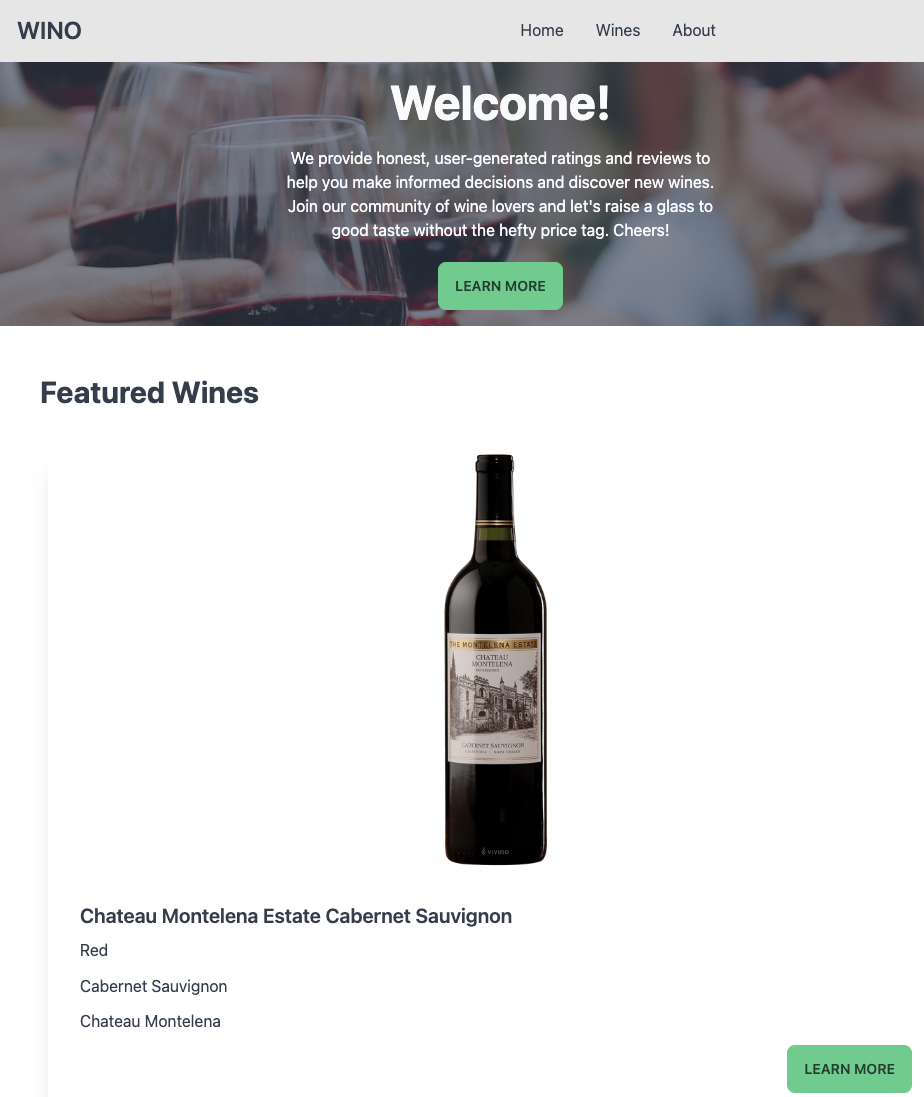 WINO
Home Wines About
Welcome!
We provide honest, user-generated ratings and reviews to
help you make informed decisions and discover new wines.
Join our community of wine lovers and let's raise a glass to
good taste without the hefty price tag. Cheers!
LEARN MORE
Featured Wines
THE MONTELENA ESTATE
CHATEAU
MONTELENA
CABERNET SAUVIGNON
CALISTOGA NAPA VALLEY
vivino
Chateau Montelena Estate Cabernet Sauvignon
Red
Cabernet Sauvignon
Chateau Montelena
LEARN MORE